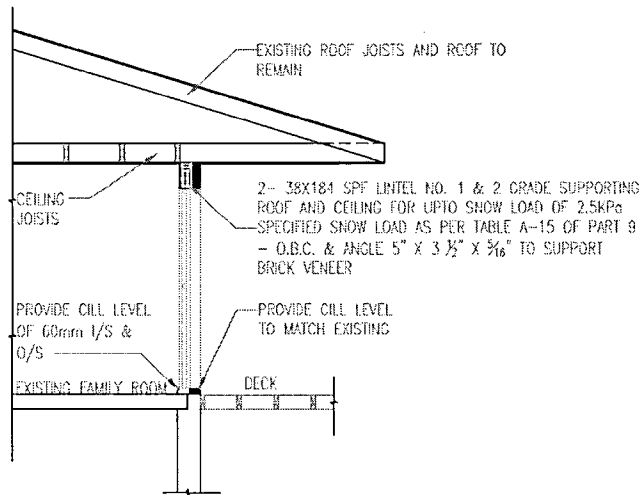 EXISTING ROOF JOISTS AND ROOF TO
REMAIN
2- 38X184 SPF LINTEL NO. 1 & 2 GRADE SUPPORTING
ROOF AND CEILING FOR UPTO SNOW LOAD OF 2.5KPa
SPECIFIED SNOW LOAD AS PER TABLE A-15 OF PART 9
- O.B.C. & ANGLE 5" X 3 ½" X 5/16" TO SUPPORT
BRICK VENEER
CEILING
JOISTS
PROVIDE CILL LEVEL
OF 60mm I/S &
O/S
PROVIDE CILL LEVEL
TO MATCH EXISTING
EXISTING FAMILY ROOM
DECK